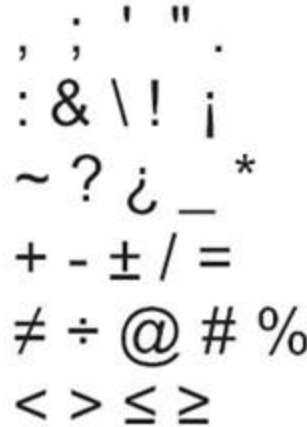 , ; ' " .
: & \ ! ¡
~ ? ¿ _ *
+ - ± / =
≠ ÷ @ # %
< > ≤ ≥